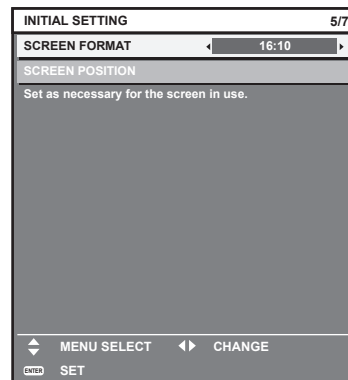 INITIAL SETTING 5/7
SCREEN FORMAT 16:10
SCREEN POSITION
Set as necessary for the screen in use.
MENU SELECT CHANGE
ENTER SET